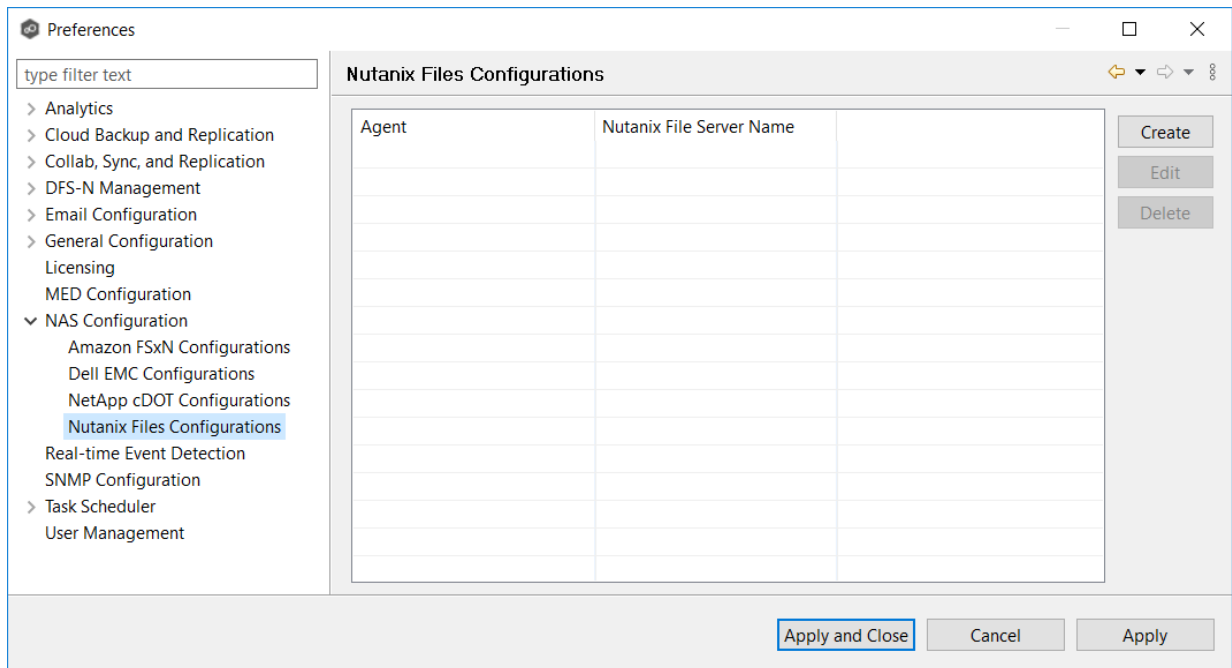 Preferences
type filter text
Analytics
Cloud Backup and Replication
Collab, Sync, and Replication
DFS-N Management
Email Configuration
General Configuration
Licensing
MED Configuration
NAS Configuration
Amazon FSxN Configurations
Dell EMC Configurations
NetApp cDOT Configurations
Nutanix Files Configurations
Real-time Event Detection
SNMP Configuration
Task Scheduler
User Management
Nutanix Files Configurations
Agent Nutanix File Server Name
Create
Edit
Delete
Apply and Close Cancel Apply